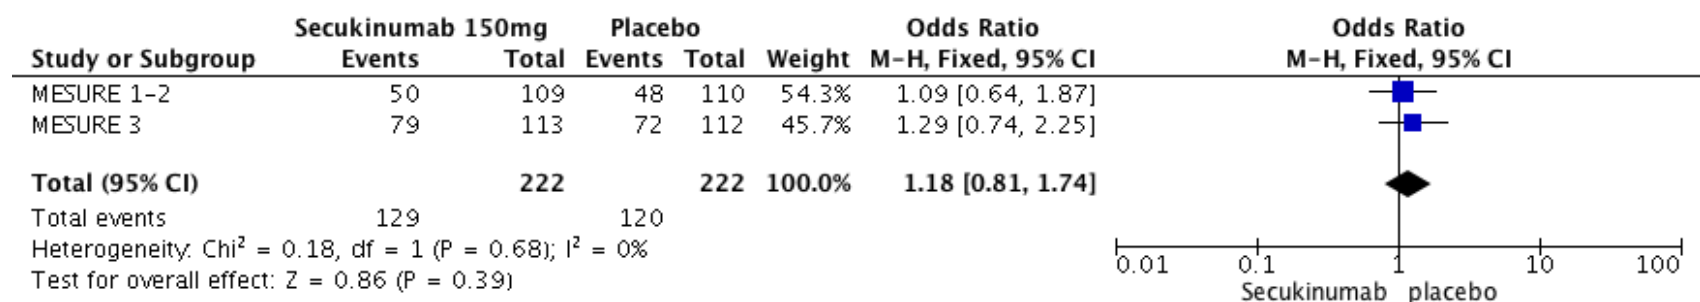 Secukinumab 150mg Placebo Odds Ratio Odds Ratio
Study or Subgroup Events Total Events Total Weight M-H, Fixed, 95% CI M-H, Fixed, 95% CI
MESURE 1-2 50 109 48 110 54.3% 1.09 [0.64, 1.87]
MESURE 3 79 113 72 112 45.7% 1.29 [0.74, 2.25]
Total (95% CI) 222 222 100.0% 1.18 [0.81, 1.74]
Total events 129 120
Heterogeneity: Chi² = 0.18, df = 1 (P = 0.68); I² = 0%
Test for overall effect: Z = 0.86 (P = 0.39)
0.01 0.1 1 10 100
Secukinumab placebo